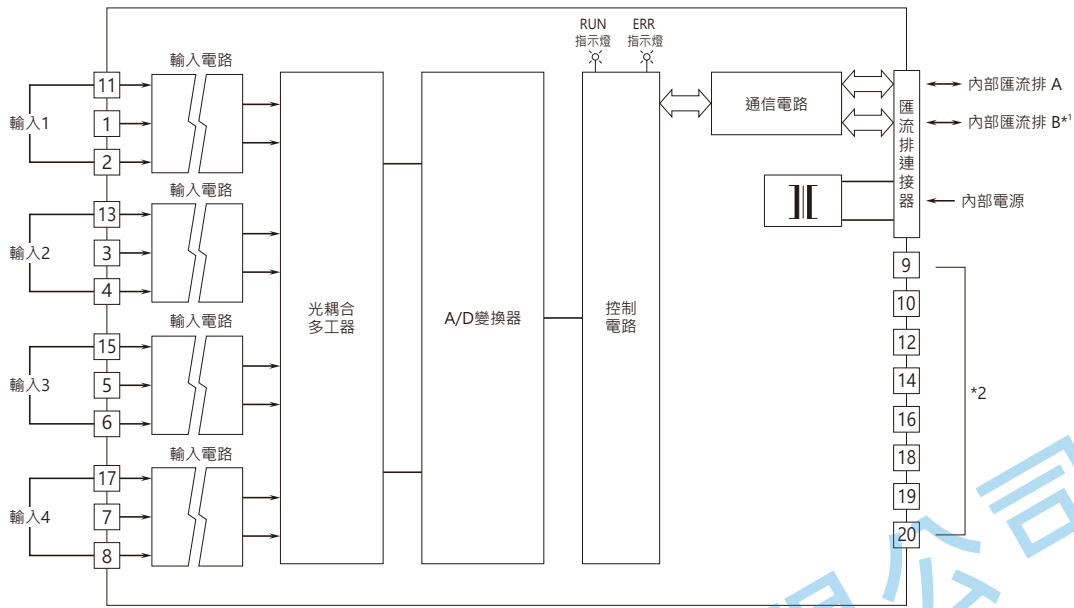 RUN
指示燈
ERR
指示燈
輸入電路
11
輸入1
1
2
輸入電路
13
輸入2
3
4
輸入電路
15
輸入3
5
6
輸入電路
17
輸入4
7
8
光耦合
多工器
A/D變換器
控制
電路
通信電路
匯流排連接器
內部匯流排 A
內部匯流排 B*1
內部電源
9
10
12
14
16
18
19
20
*2
限公司